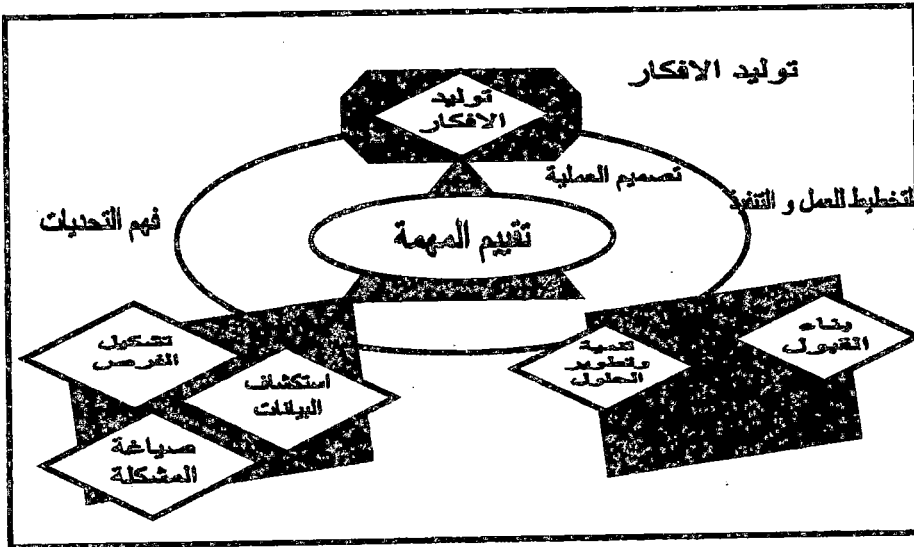 توليد الافكار
توليد
الافكار
تصميم العملية
لتخطيط للعمل و التنفيذ
فهم التحديات
تقييم المهمة
بناء
القبول
تنمية
وتطوير
الحلول
تشكيل
الفرص
استكشاف
البيانات
صياغة
المشكلة